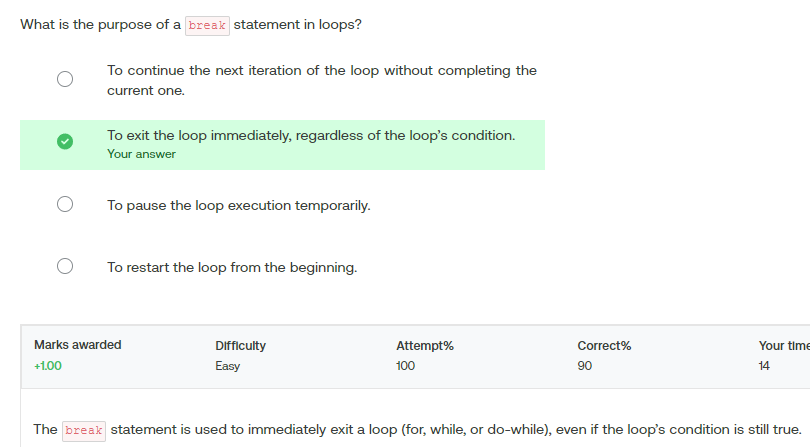 What is the purpose of a break statement in loops?
To continue the next iteration of the loop without completing the
current one.
To exit the loop immediately, regardless of the loop's condition.
Your answer
To pause the loop execution temporarily.
To restart the loop from the beginning.
Marks awarded Difficulty Attempt% Correct% Your time
+1.00 Easy 100 90 14
The break statement is used to immediately exit a loop (for, while, or do-while), even if the loop's condition is still true.